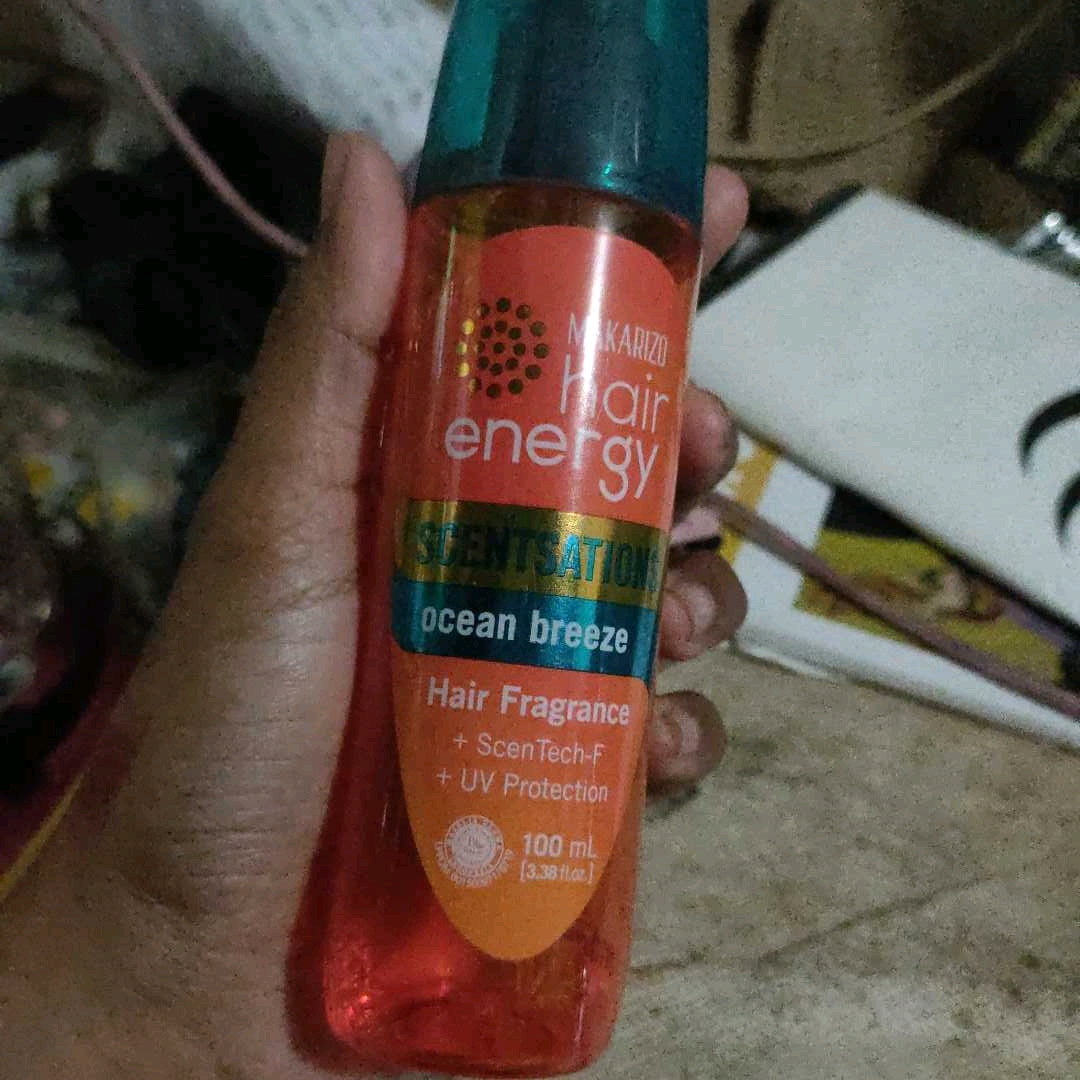 MAKARIZO
hair
energy
SCENTSATIONS
ocean breeze
Hair Fragrance
+ ScenTech-F
+ UV Protection
100 mL
[3.38 fl.oz.]